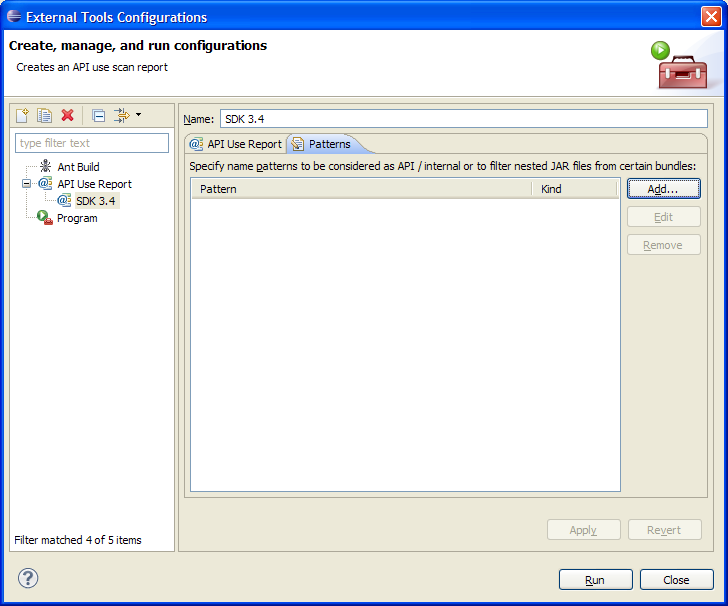 External Tools Configurations
Create, manage, and run configurations
Creates an API use scan report
type filter text
Ant Build
API Use Report
SDK 3.4
Program
Filter matched 4 of 5 items
Name: SDK 3.4
API Use Report Patterns
Specify name patterns to be considered as API / internal or to filter nested JAR files from certain bundles:
Pattern Kind
Add...
Edit
Remove
Apply Revert
Run Close